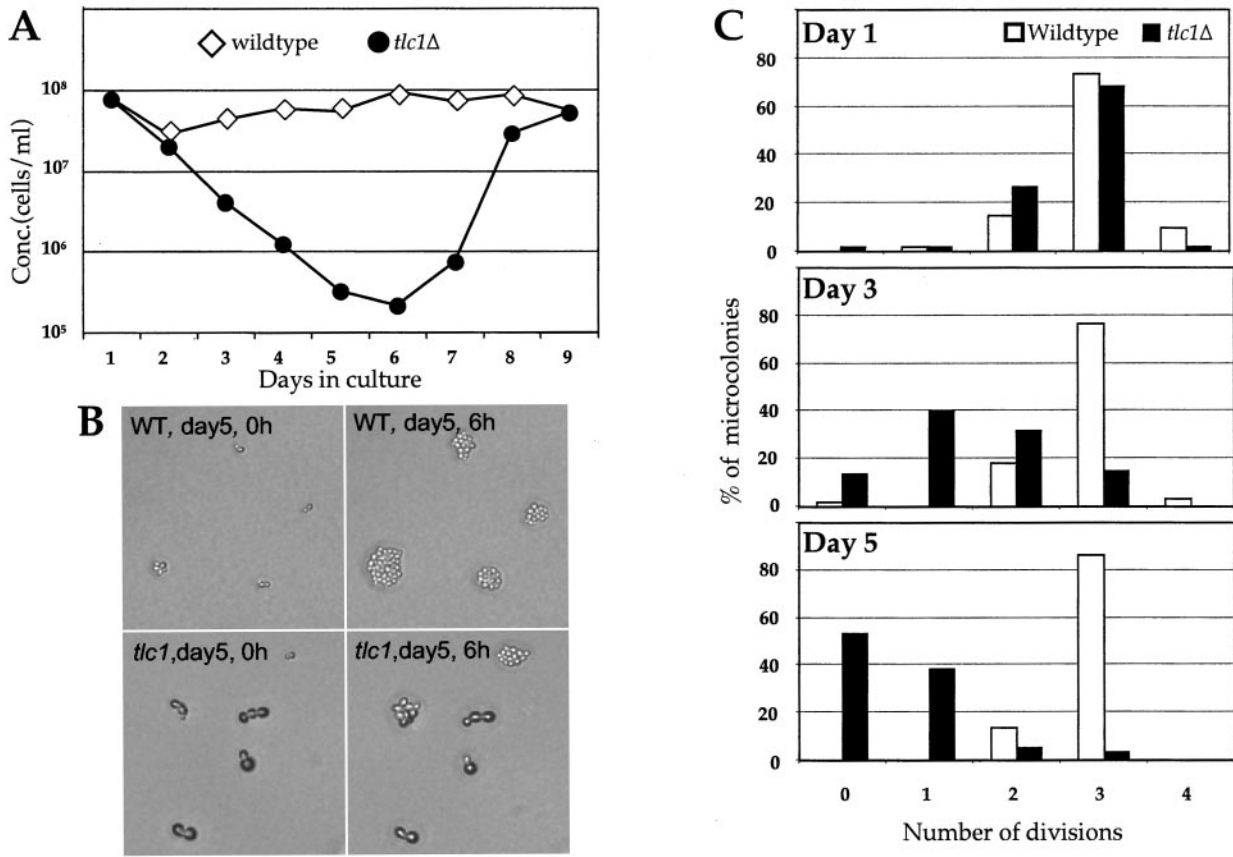 A
wildtype tlc1Δ
Conc.(cells/ml)
10⁸
10⁷
10⁶
10⁵
1 2 3 4 5 6 7 8 9
Days in culture
B
WT, day5, 0h
WT, day5, 6h
tlc1,day5, 0h
tlc1,day5, 6h
C
Day 1
Wildtype tlc1Δ
80
60
40
20
0
Day 3
80
60
40
20
0
Day 5
80
60
40
20
0
% of microcolonies
0 1 2 3 4
Number of divisions